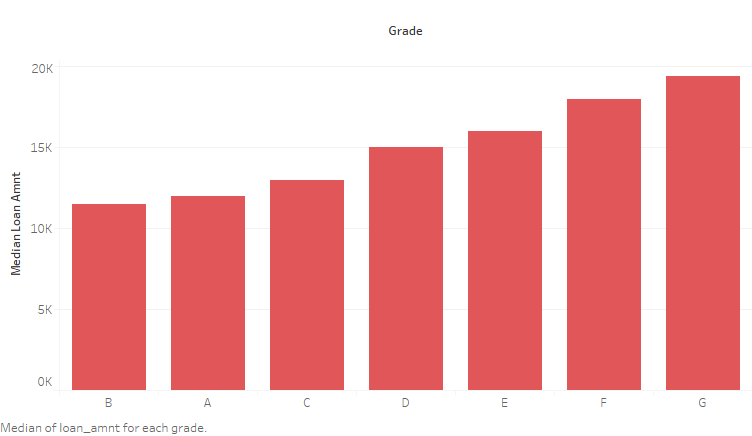 Grade
20K
15K
10K
5K
0K
Median Loan Amnt
B A C D E F G
Median of loan_amnt for each grade.